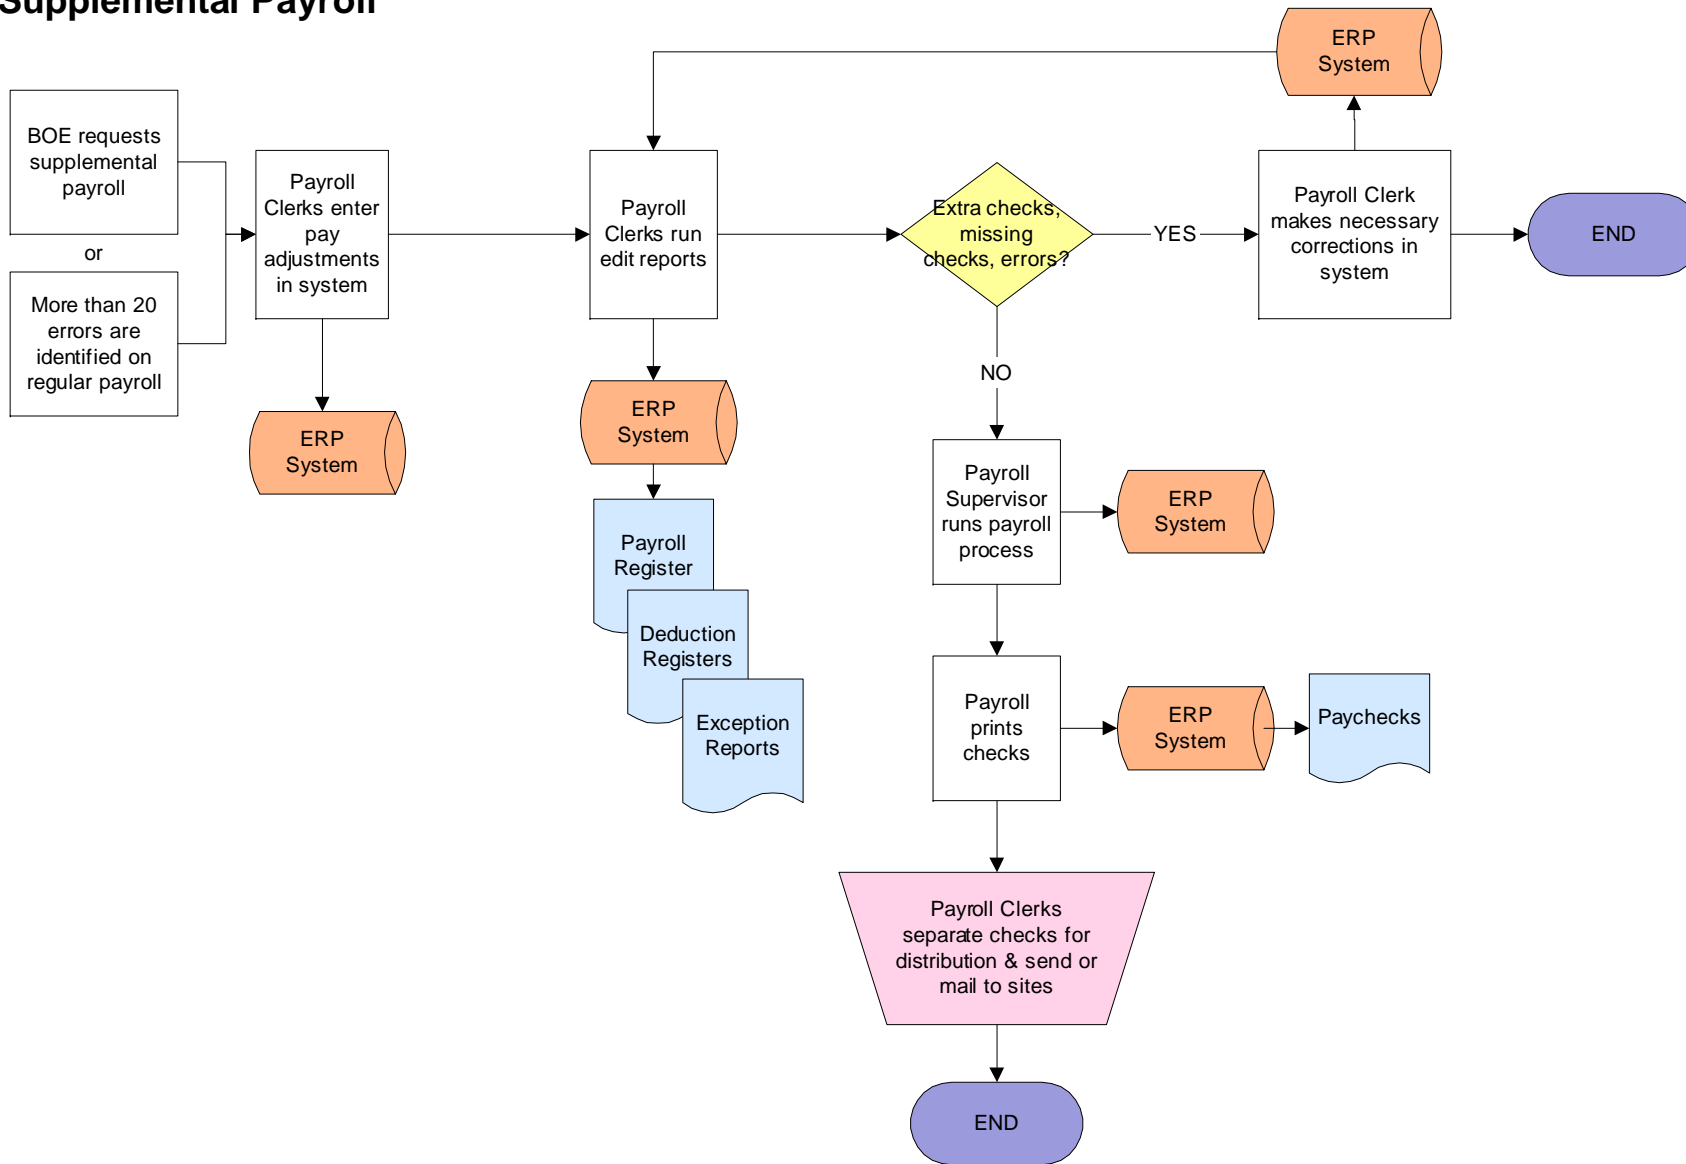 Supplemental Payroll
ERP
System
BOE requests
supplemental
payroll
or
More than 20
errors are
identified on
regular payroll
Payroll
Clerks enter
pay
adjustments
in system
ERP
System
Payroll
Clerks run
edit reports
ERP
System
Payroll
Register
Deduction
Registers
Exception
Reports
Extra checks,
missing
checks, errors?
YES
Payroll Clerk
makes necessary
corrections in
system
END
NO
Payroll
Supervisor
runs payroll
process
ERP
System
Payroll
prints
checks
ERP
System
Paychecks
Payroll Clerks
separate checks for
distribution & send or
mail to sites
END